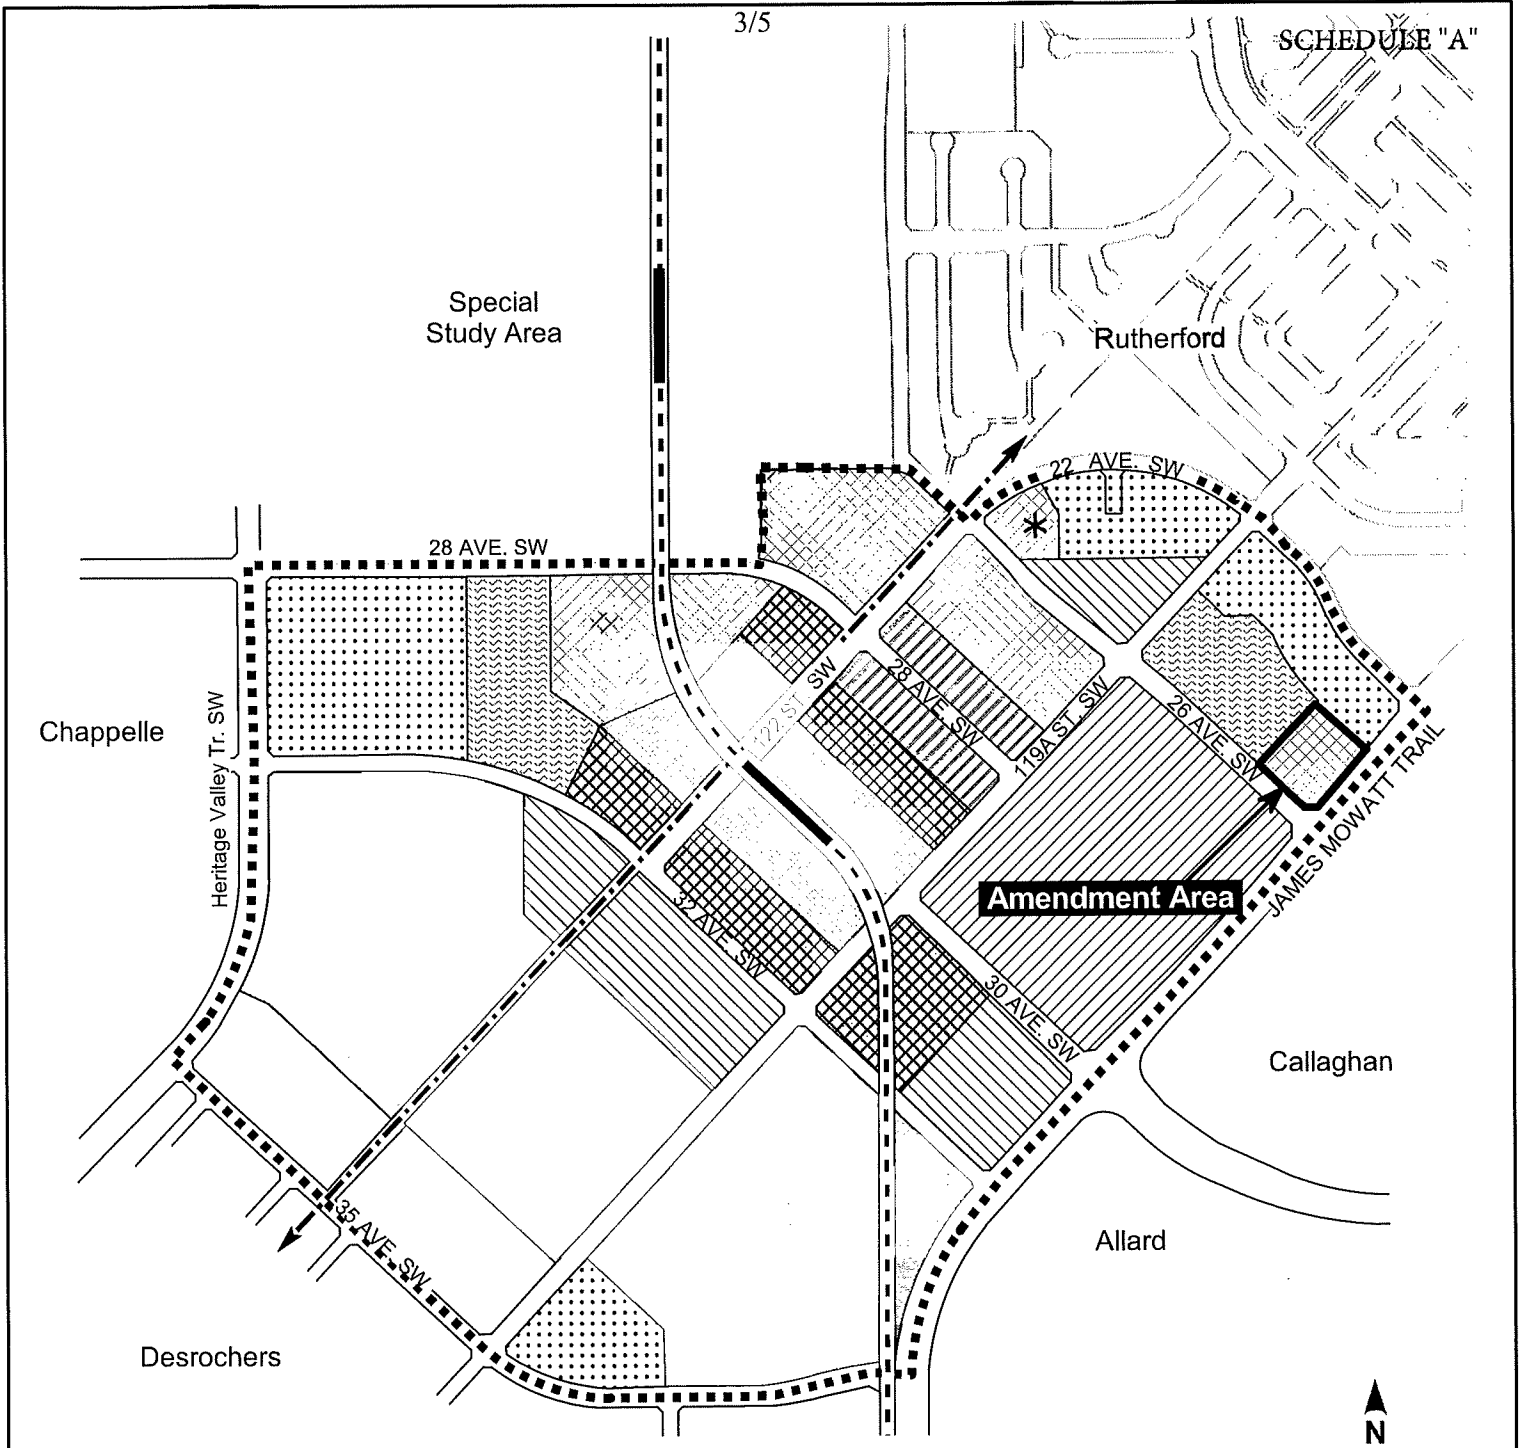 3/5
SCHEDULE "A"
Special
Study Area
Rutherford
22 AVE. SW
28 AVE. SW
Chappelle
Heritage Valley Tr. SW
122 ST SW
28 AVE. SW
119A ST. SW
26 AVE. SW
JAMES MOWATT TRAIL
Amendment Area
32 AVE. SW
30 AVE. SW
Callaghan
35 AVE. SW
Allard
Desrochers
N